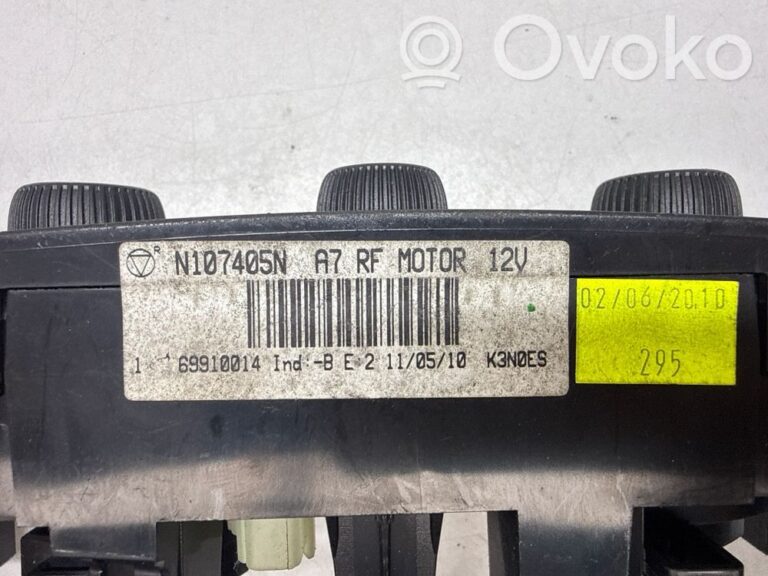 Ovoko
R
N107405N A7 RF MOTOR 12V
1 69910014 Ind:-B E 2 11/05/10 K3N0ES
02/06/2010
295